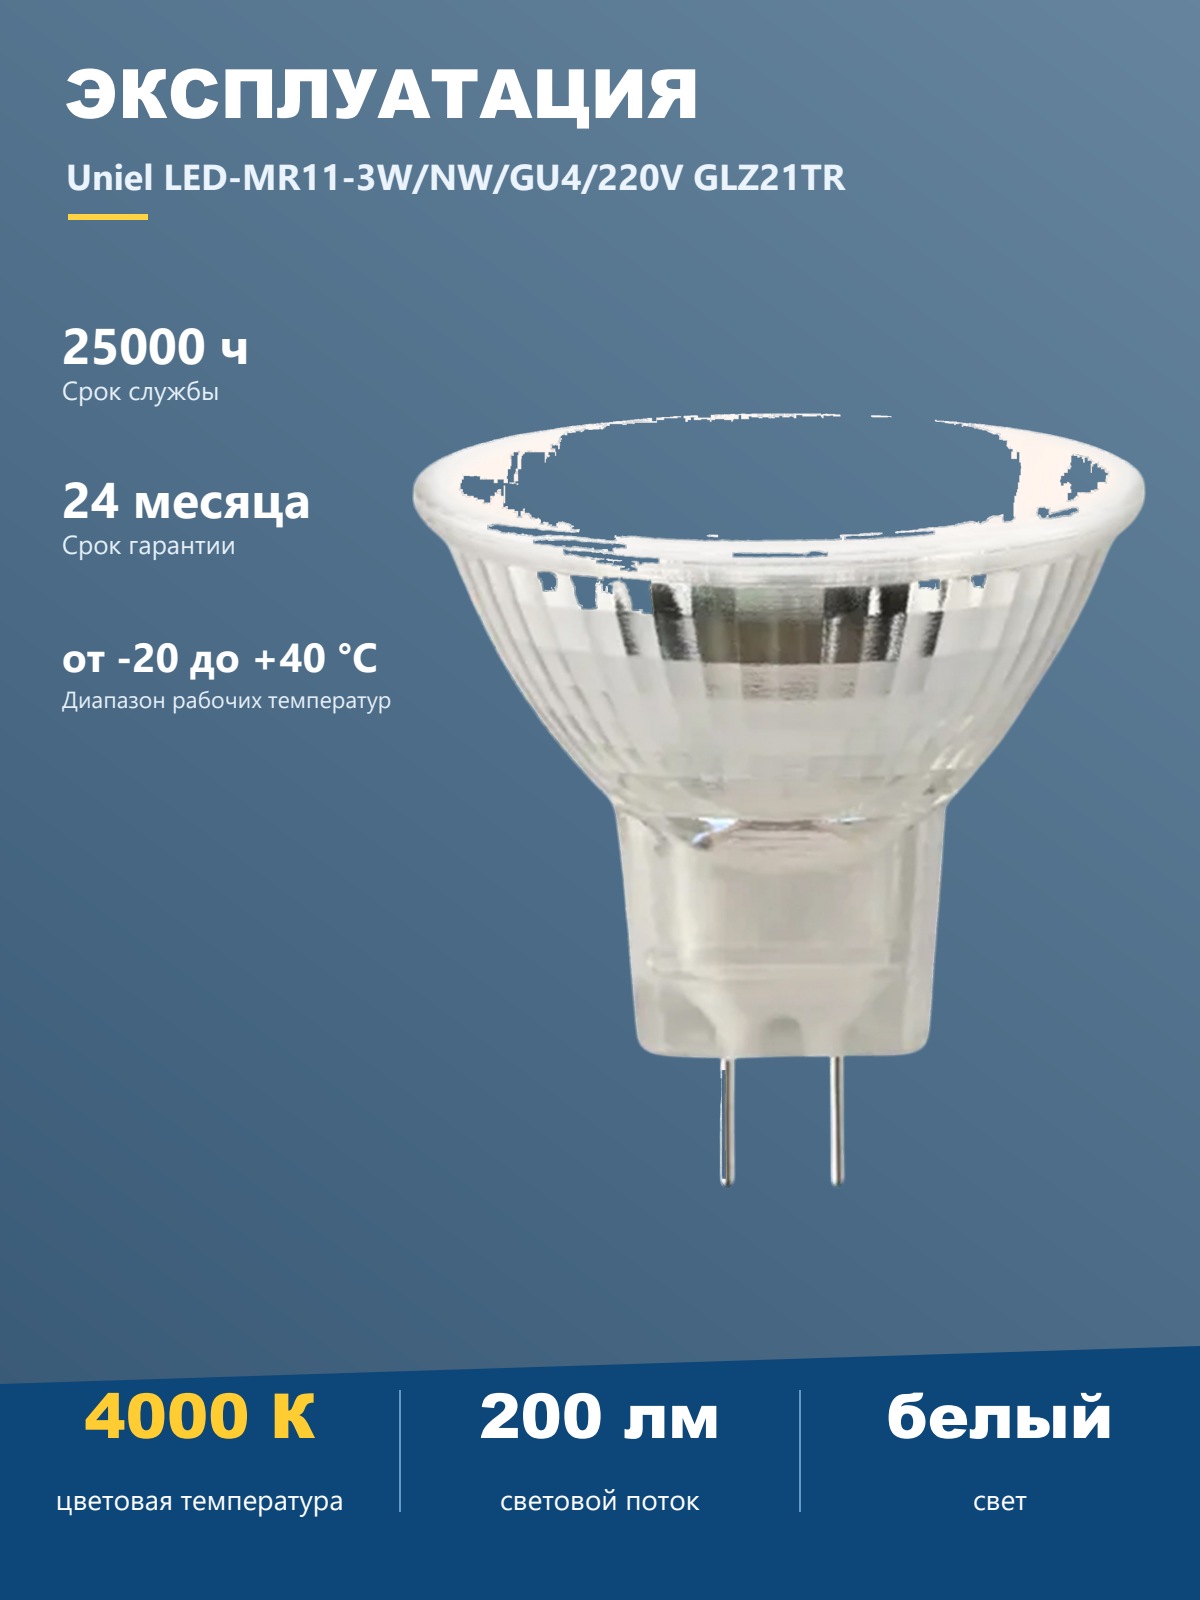 ЭКСПЛУАТАЦИЯ
Uniel LED-MR11-3W/NW/GU4/220V GLZ21TR
25000 ч
Срок службы
24 месяца
Срок гарантии
от -20 до +40 °C
Диапазон рабочих температур
4000 К
цветовая температура
200 лм
световой поток
белый
свет